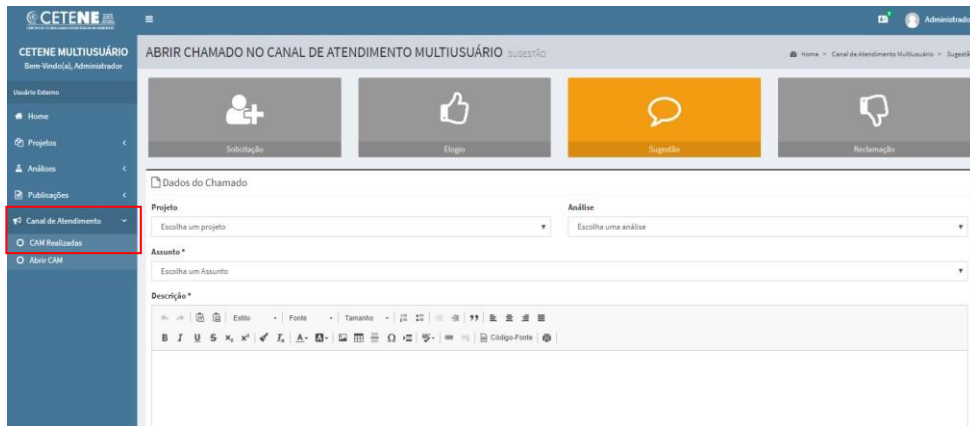 CETENE
Administrado
CETENE MULTIUSUÁRIO
Bem-Vindo(a), Administrador
Usuário Externo
Home
Projetos
Análises
Publicações
Canal de Atendimento
CAM Realizadas
Abrir CAM
ABRIR CHAMADO NO CANAL DE ATENDIMENTO MULTIUSUÁRIO SUGESTÃO
Home > Canal de Atendimento Multiusuário > Sugestã
Solicitação
Elogio
Sugestão
Reclamação
Dados do Chamado
Projeto
Análise
Escolha um projeto
Escolha uma análise
Assunto *
Escolha um Assunto
Descrição *
Estilo
Fonte
Tamanho
Código-Fonte